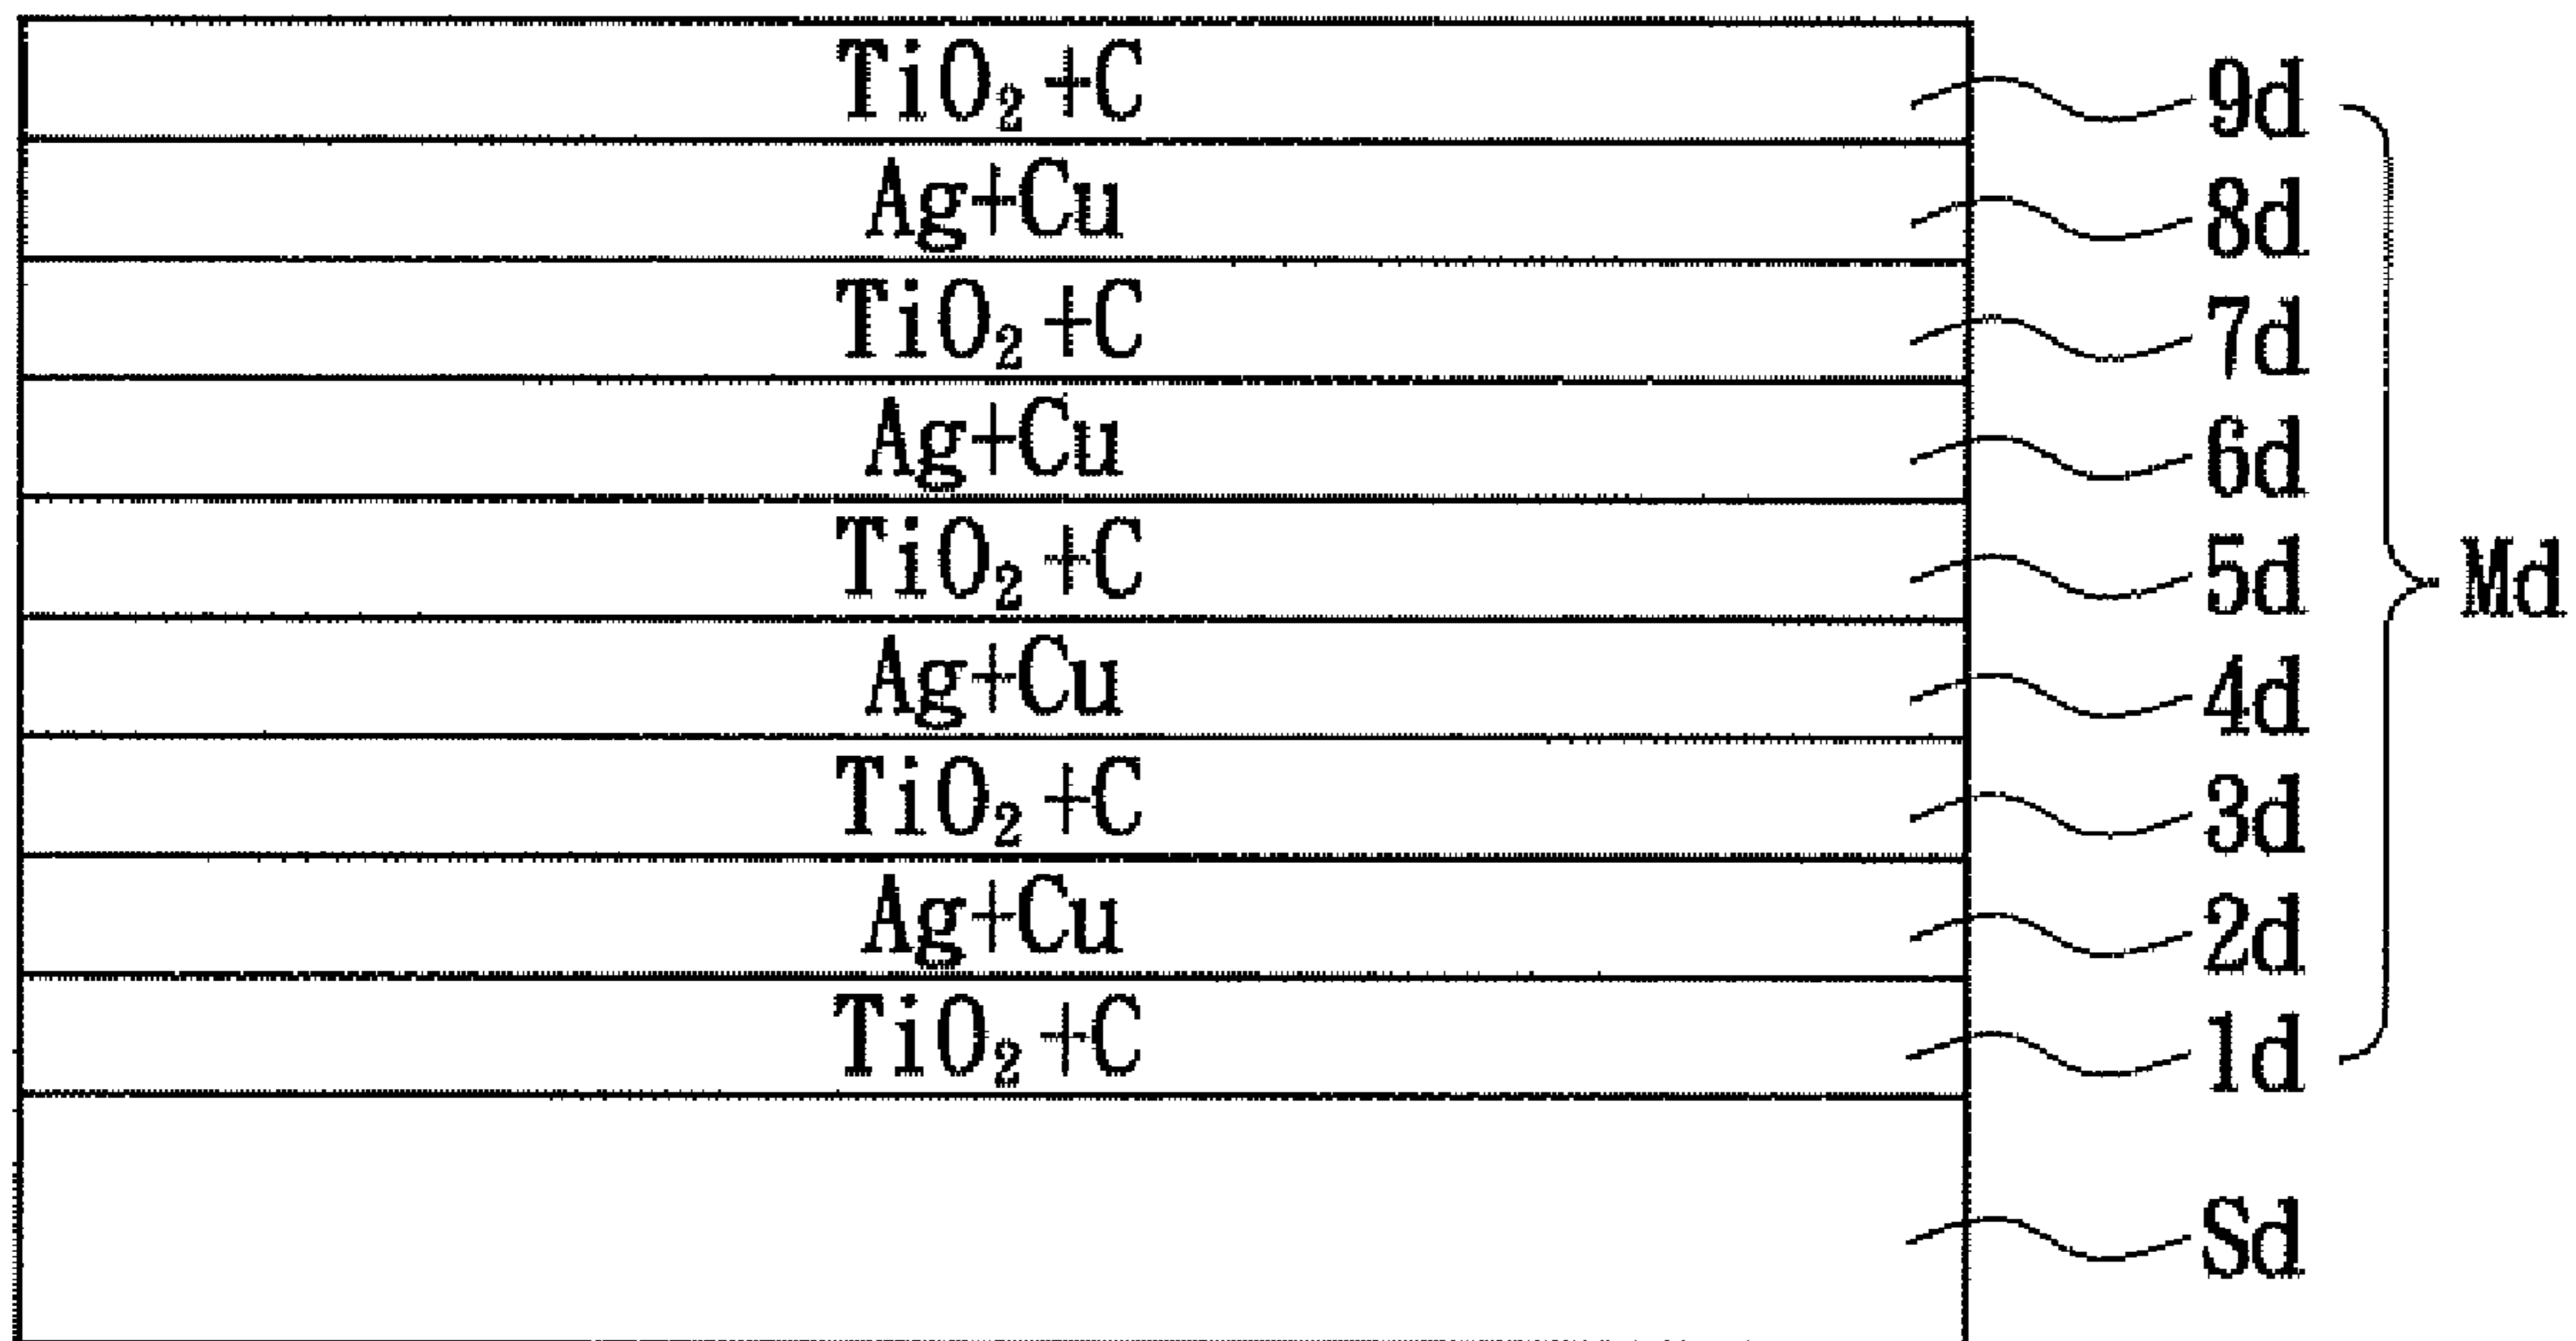 TiO₂+C 9d
Ag+Cu 8d
TiO₂+C 7d
Ag+Cu 6d
TiO₂+C 5d
Md
Ag+Cu 4d
TiO₂+C 3d
Ag+Cu 2d
TiO₂+C 1d
Sd